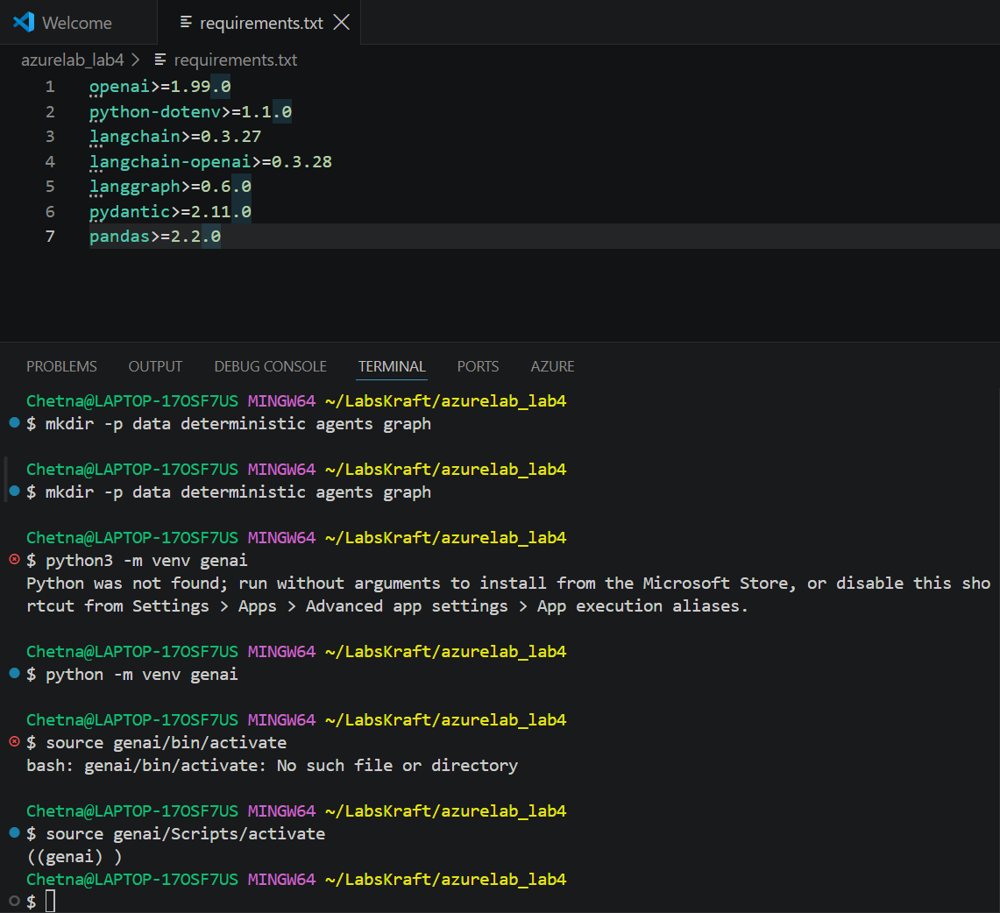 Welcome
requirements.txt
azurelab_lab4 > requirements.txt
1 openai>=1.99.0
2 python-dotenv>=1.1.0
3 langchain>=0.3.27
4 langchain-openai>=0.3.28
5 langgraph>=0.6.0
6 pydantic>=2.11.0
7 pandas>=2.2.0
PROBLEMS OUTPUT DEBUG CONSOLE TERMINAL PORTS AZURE
Chetna@LAPTOP-17OSF7US MINGW64 ~/LabsKraft/azurelab_lab4
$ mkdir -p data deterministic agents graph
Chetna@LAPTOP-17OSF7US MINGW64 ~/LabsKraft/azurelab_lab4
$ mkdir -p data deterministic agents graph
Chetna@LAPTOP-17OSF7US MINGW64 ~/LabsKraft/azurelab_lab4
$ python3 -m venv genai
Python was not found; run without arguments to install from the Microsoft Store, or disable this sho
rtcut from Settings > Apps > Advanced app settings > App execution aliases.
Chetna@LAPTOP-17OSF7US MINGW64 ~/LabsKraft/azurelab_lab4
$ python -m venv genai
Chetna@LAPTOP-17OSF7US MINGW64 ~/LabsKraft/azurelab_lab4
$ source genai/bin/activate
bash: genai/bin/activate: No such file or directory
Chetna@LAPTOP-17OSF7US MINGW64 ~/LabsKraft/azurelab_lab4
$ source genai/Scripts/activate
((genai) )
Chetna@LAPTOP-17OSF7US MINGW64 ~/LabsKraft/azurelab_lab4
$